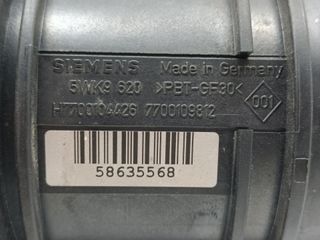 SIEMENS Made in Germany
5WK9 620 >PBT-GF30<
H7700104426 7700109812
001
58635568